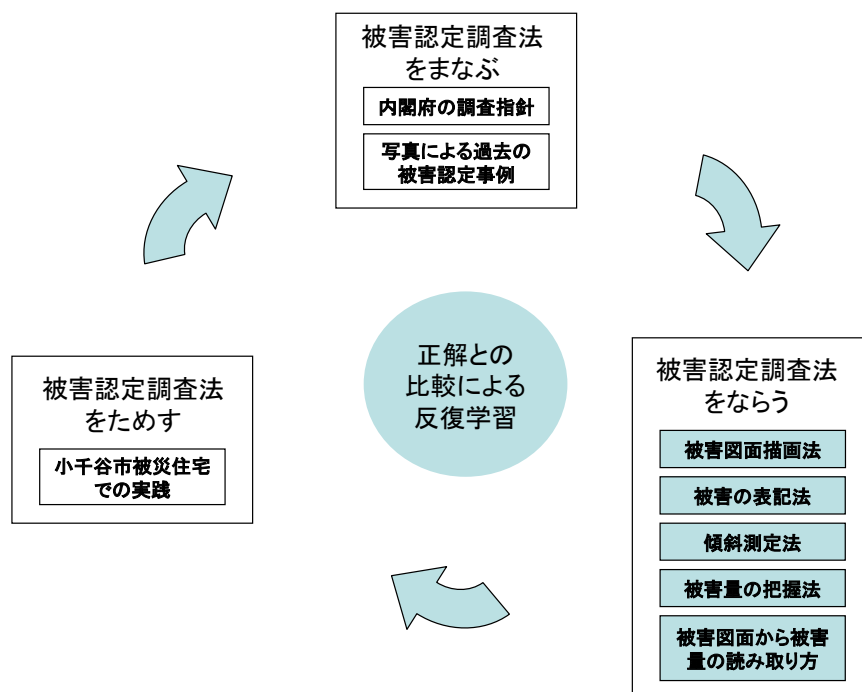 被害認定調査法
をまなぶ
内閣府の調査指針
写真による過去の
被害認定事例
正解との
比較による
反復学習
被害認定調査法
をならう
被害図面描画法
被害の表記法
傾斜測定法
被害量の把握法
被害図面から被害
量の読み取り方
被害認定調査法
をためす
小千谷市被災住宅
での実践